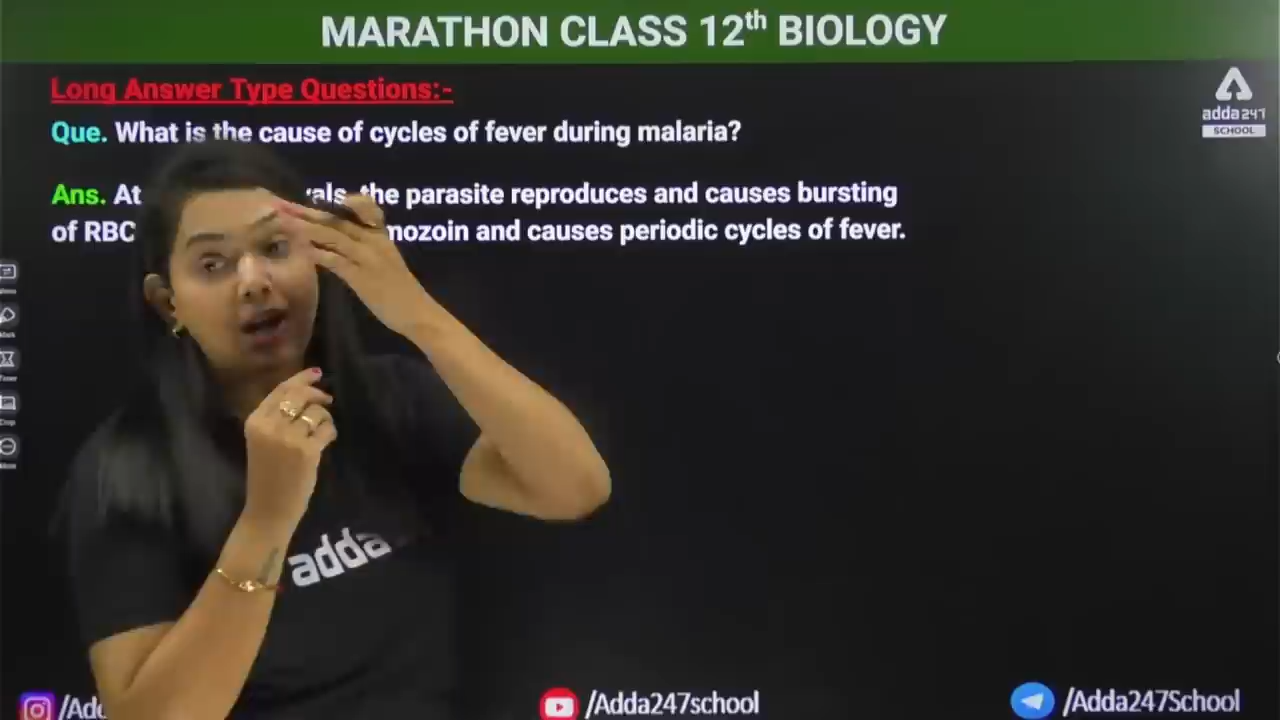 MARATHON CLASS 12th BIOLOGY
Long Answer Type Questions:-
adda247
SCHOOL
Que. What is the cause of cycles of fever during malaria?
Ans. At the parasite reproduces and causes bursting
of RBC and causes periodic cycles of fever.
adda
/Adda247school
/Adda247School